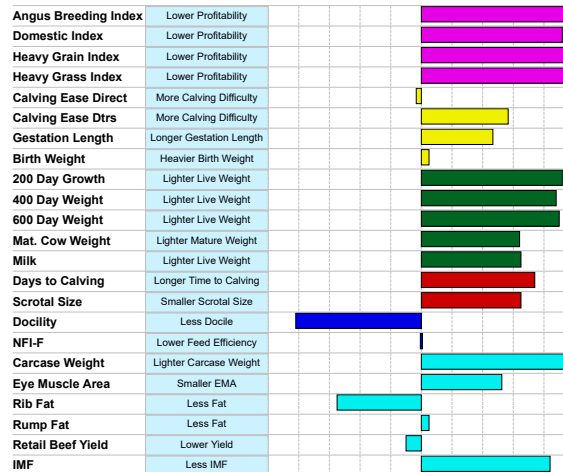 Angus Breeding Index Lower Profitability
Domestic Index Lower Profitability
Heavy Grain Index Lower Profitability
Heavy Grass Index Lower Profitability
Calving Ease Direct More Calving Difficulty
Calving Ease Dtrs More Calving Difficulty
Gestation Length Longer Gestation Length
Birth Weight Heavier Birth Weight
200 Day Growth Lighter Live Weight
400 Day Weight Lighter Live Weight
600 Day Weight Lighter Live Weight
Mat. Cow Weight Lighter Mature Weight
Milk Lighter Live Weight
Days to Calving Longer Time to Calving
Scrotal Size Smaller Scrotal Size
Docility Less Docile
NFI-F Lower Feed Efficiency
Carcase Weight Lighter Carcase Weight
Eye Muscle Area Smaller EMA
Rib Fat Less Fat
Rump Fat Less Fat
Retail Beef Yield Lower Yield
IMF Less IMF